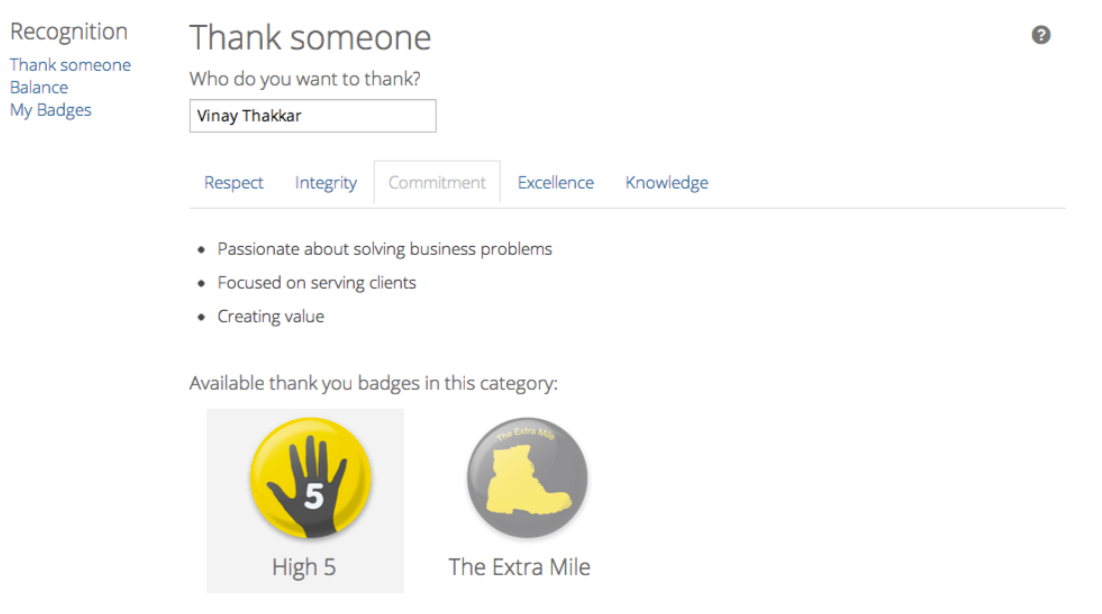 Recognition
Thank someone
Balance
My Badges
Thank someone
?
Who do you want to thank?
Vinay Thakkar
Respect Integrity Commitment Excellence Knowledge
• Passionate about solving business problems
• Focused on serving clients
• Creating value
Available thank you badges in this category:
5
High 5
The Extra Mile
The Extra Mile